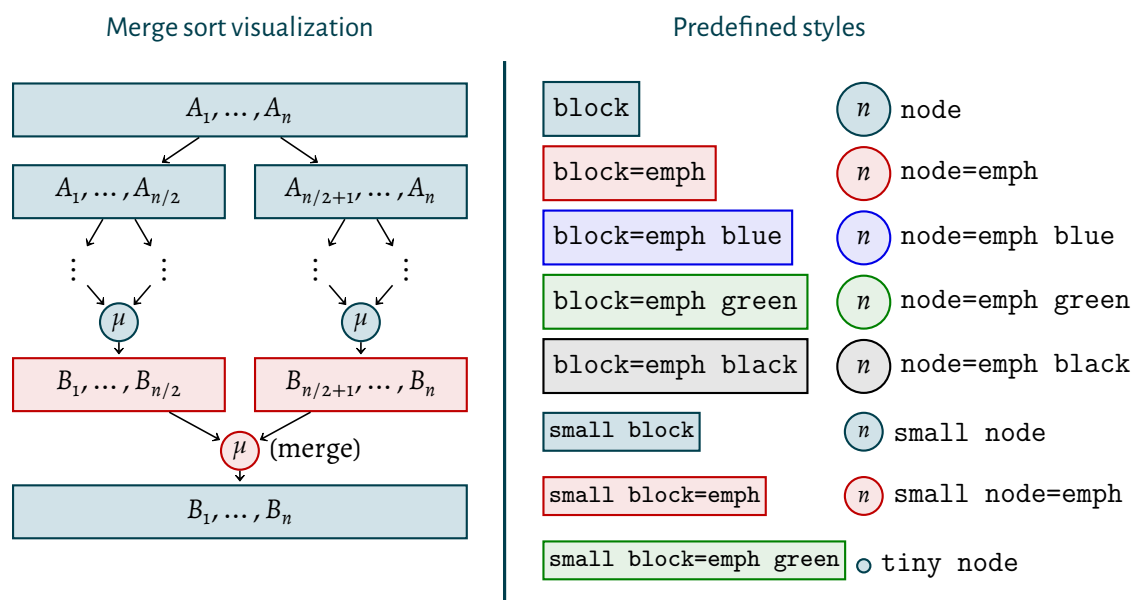 Merge sort visualization
A₁, … , Aₙ
A₁, … , Aₙ/₂
Aₙ/₂₊₁, … , Aₙ
⋮ ⋮ ⋮ ⋮
μ μ
B₁, … , Bₙ/₂
Bₙ/₂₊₁, … , Bₙ
μ (merge)
B₁, … , Bₙ
Predefined styles
block
n node
block=emph
n node=emph
block=emph blue
n node=emph blue
block=emph green
n node=emph green
block=emph black
n node=emph black
small block
n small node
small block=emph
n small node=emph
small block=emph green
tiny node